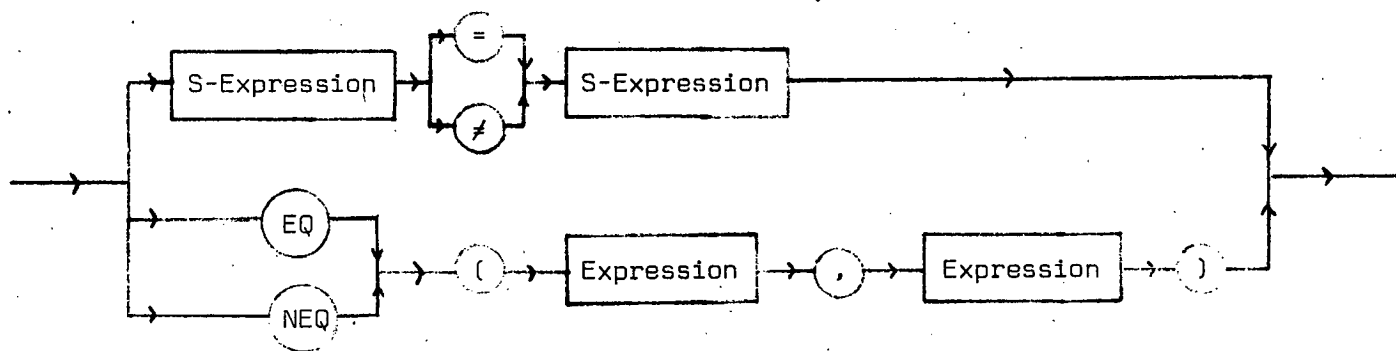 =
S-Expression S-Expression
≠
EQ
( Expression , Expression )
NEQ